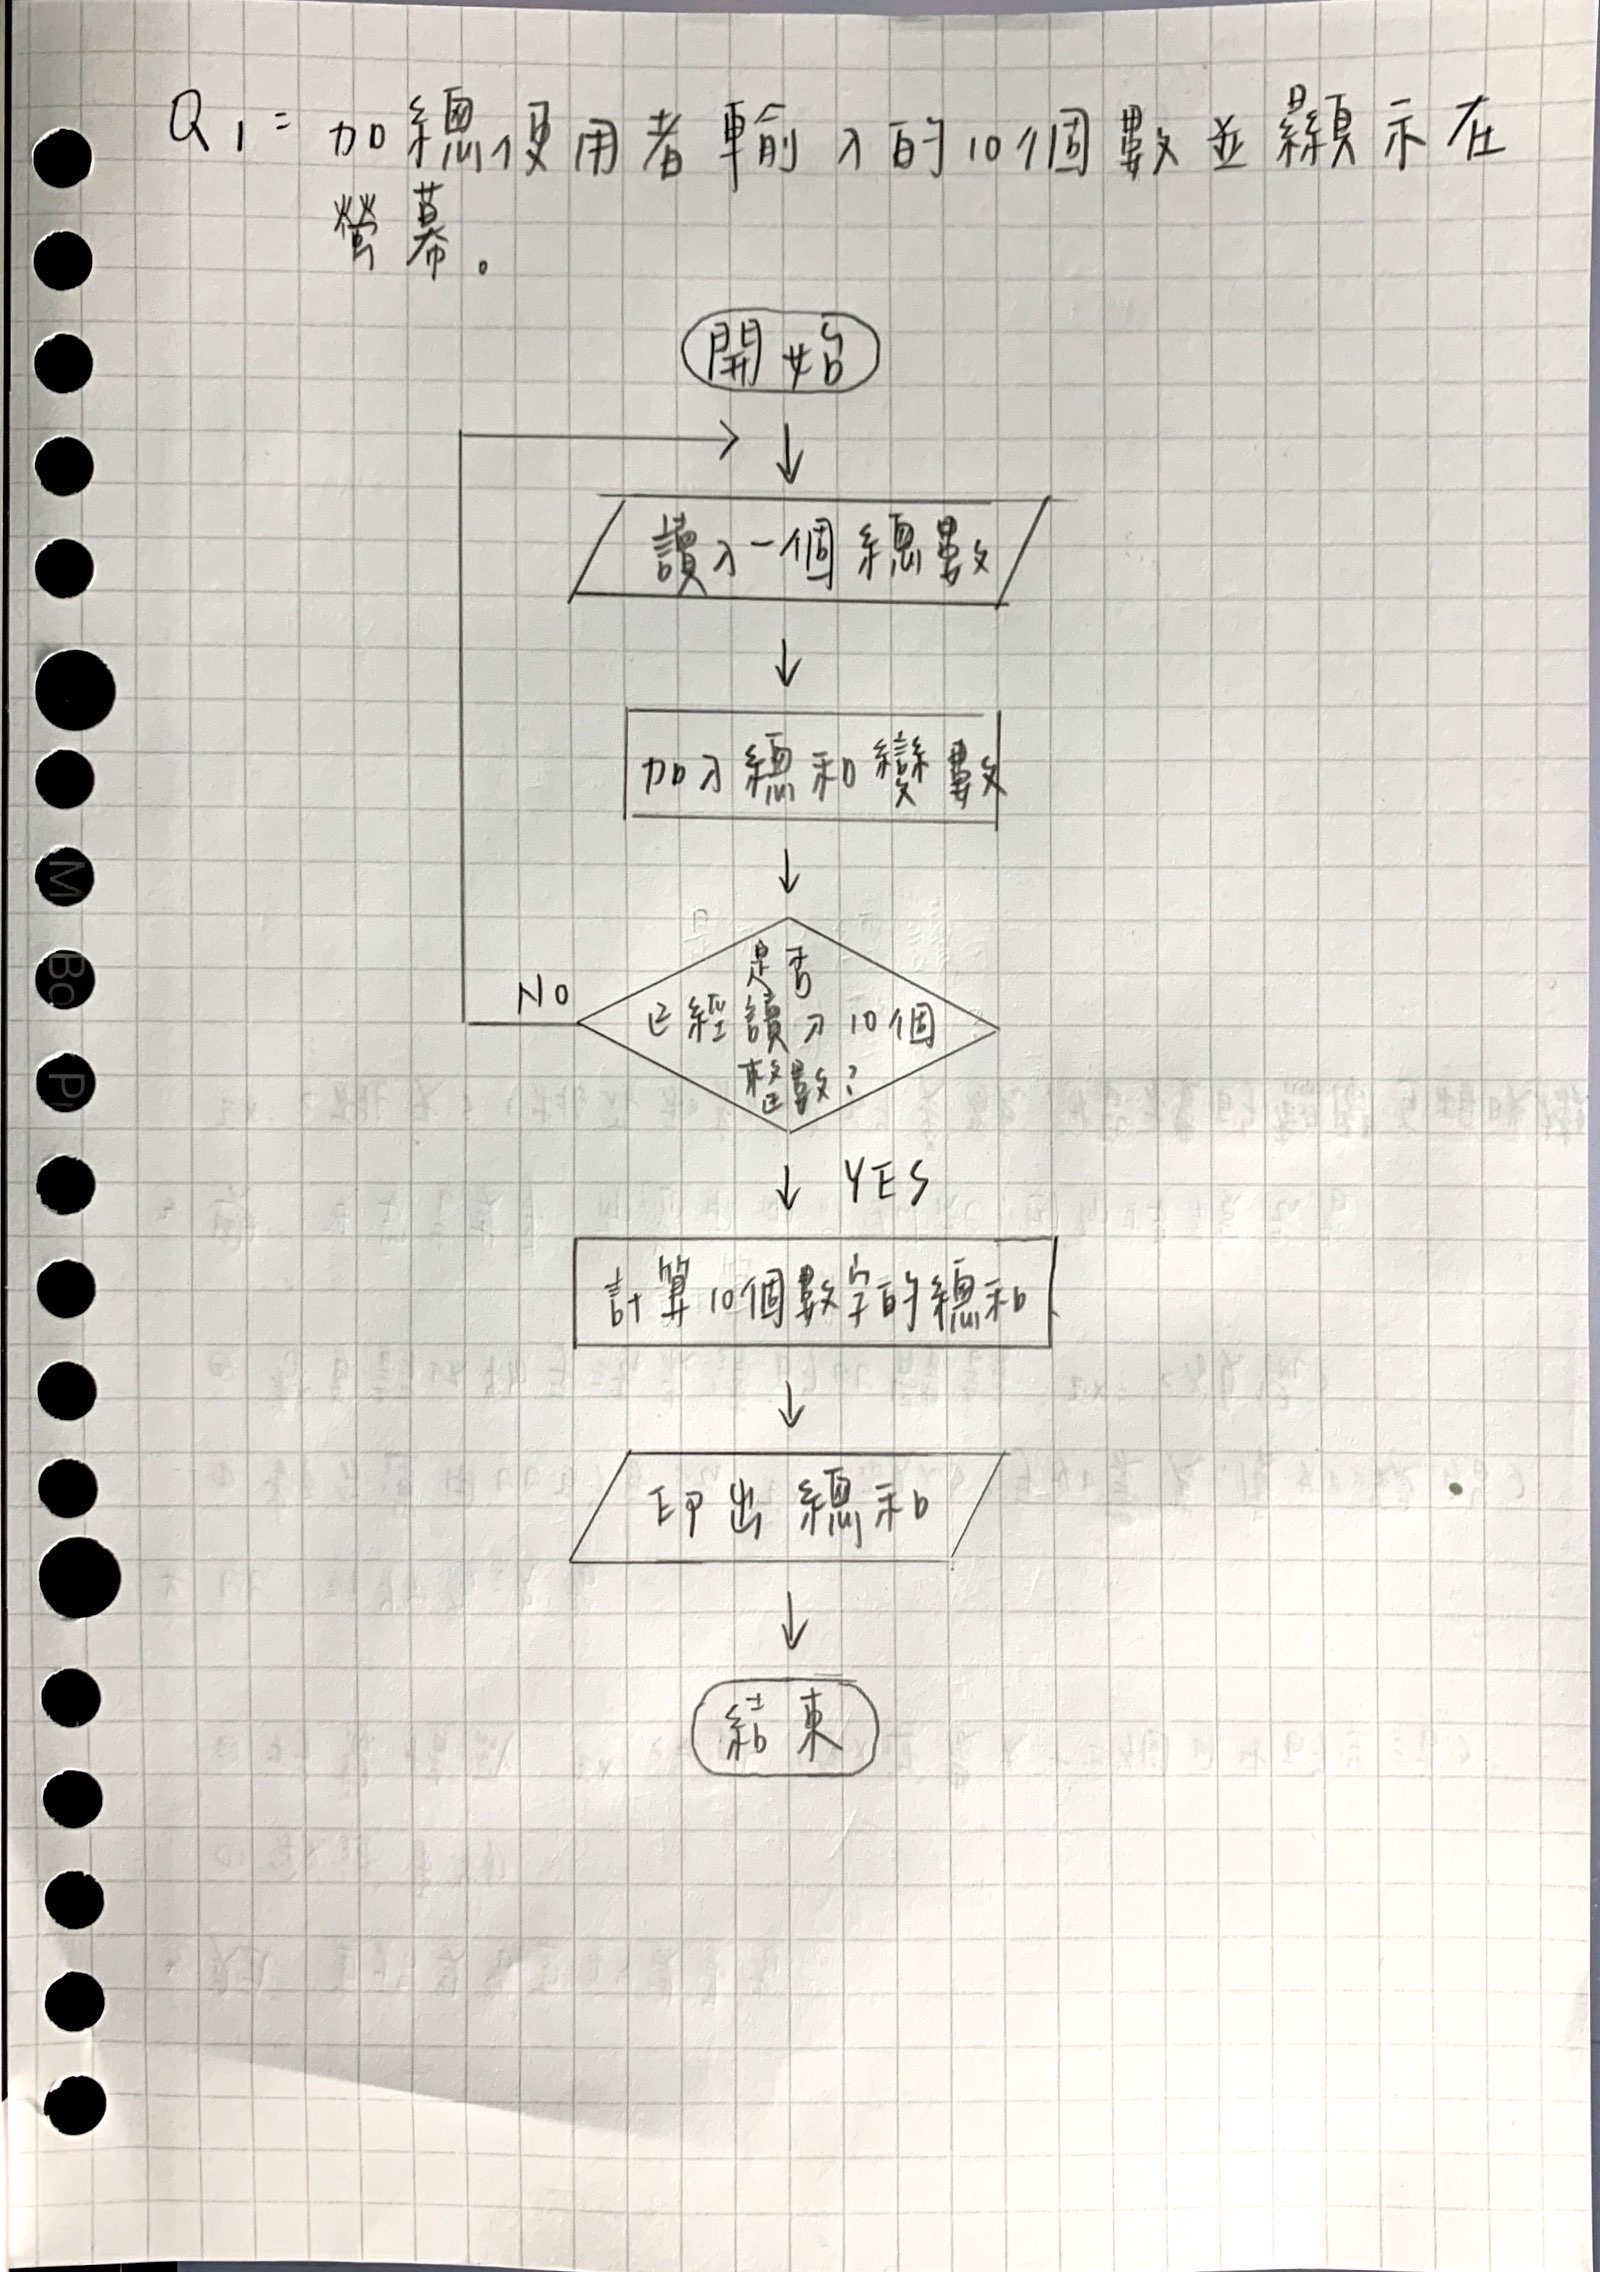 Q1= 加總使用者輸入的10個數並顯示在
螢幕。
開始
讀入一個總數
加入總和變數
是否
已經讀入10個
整數?
NO
YES
計算10個數字的總和
印出總和
結束